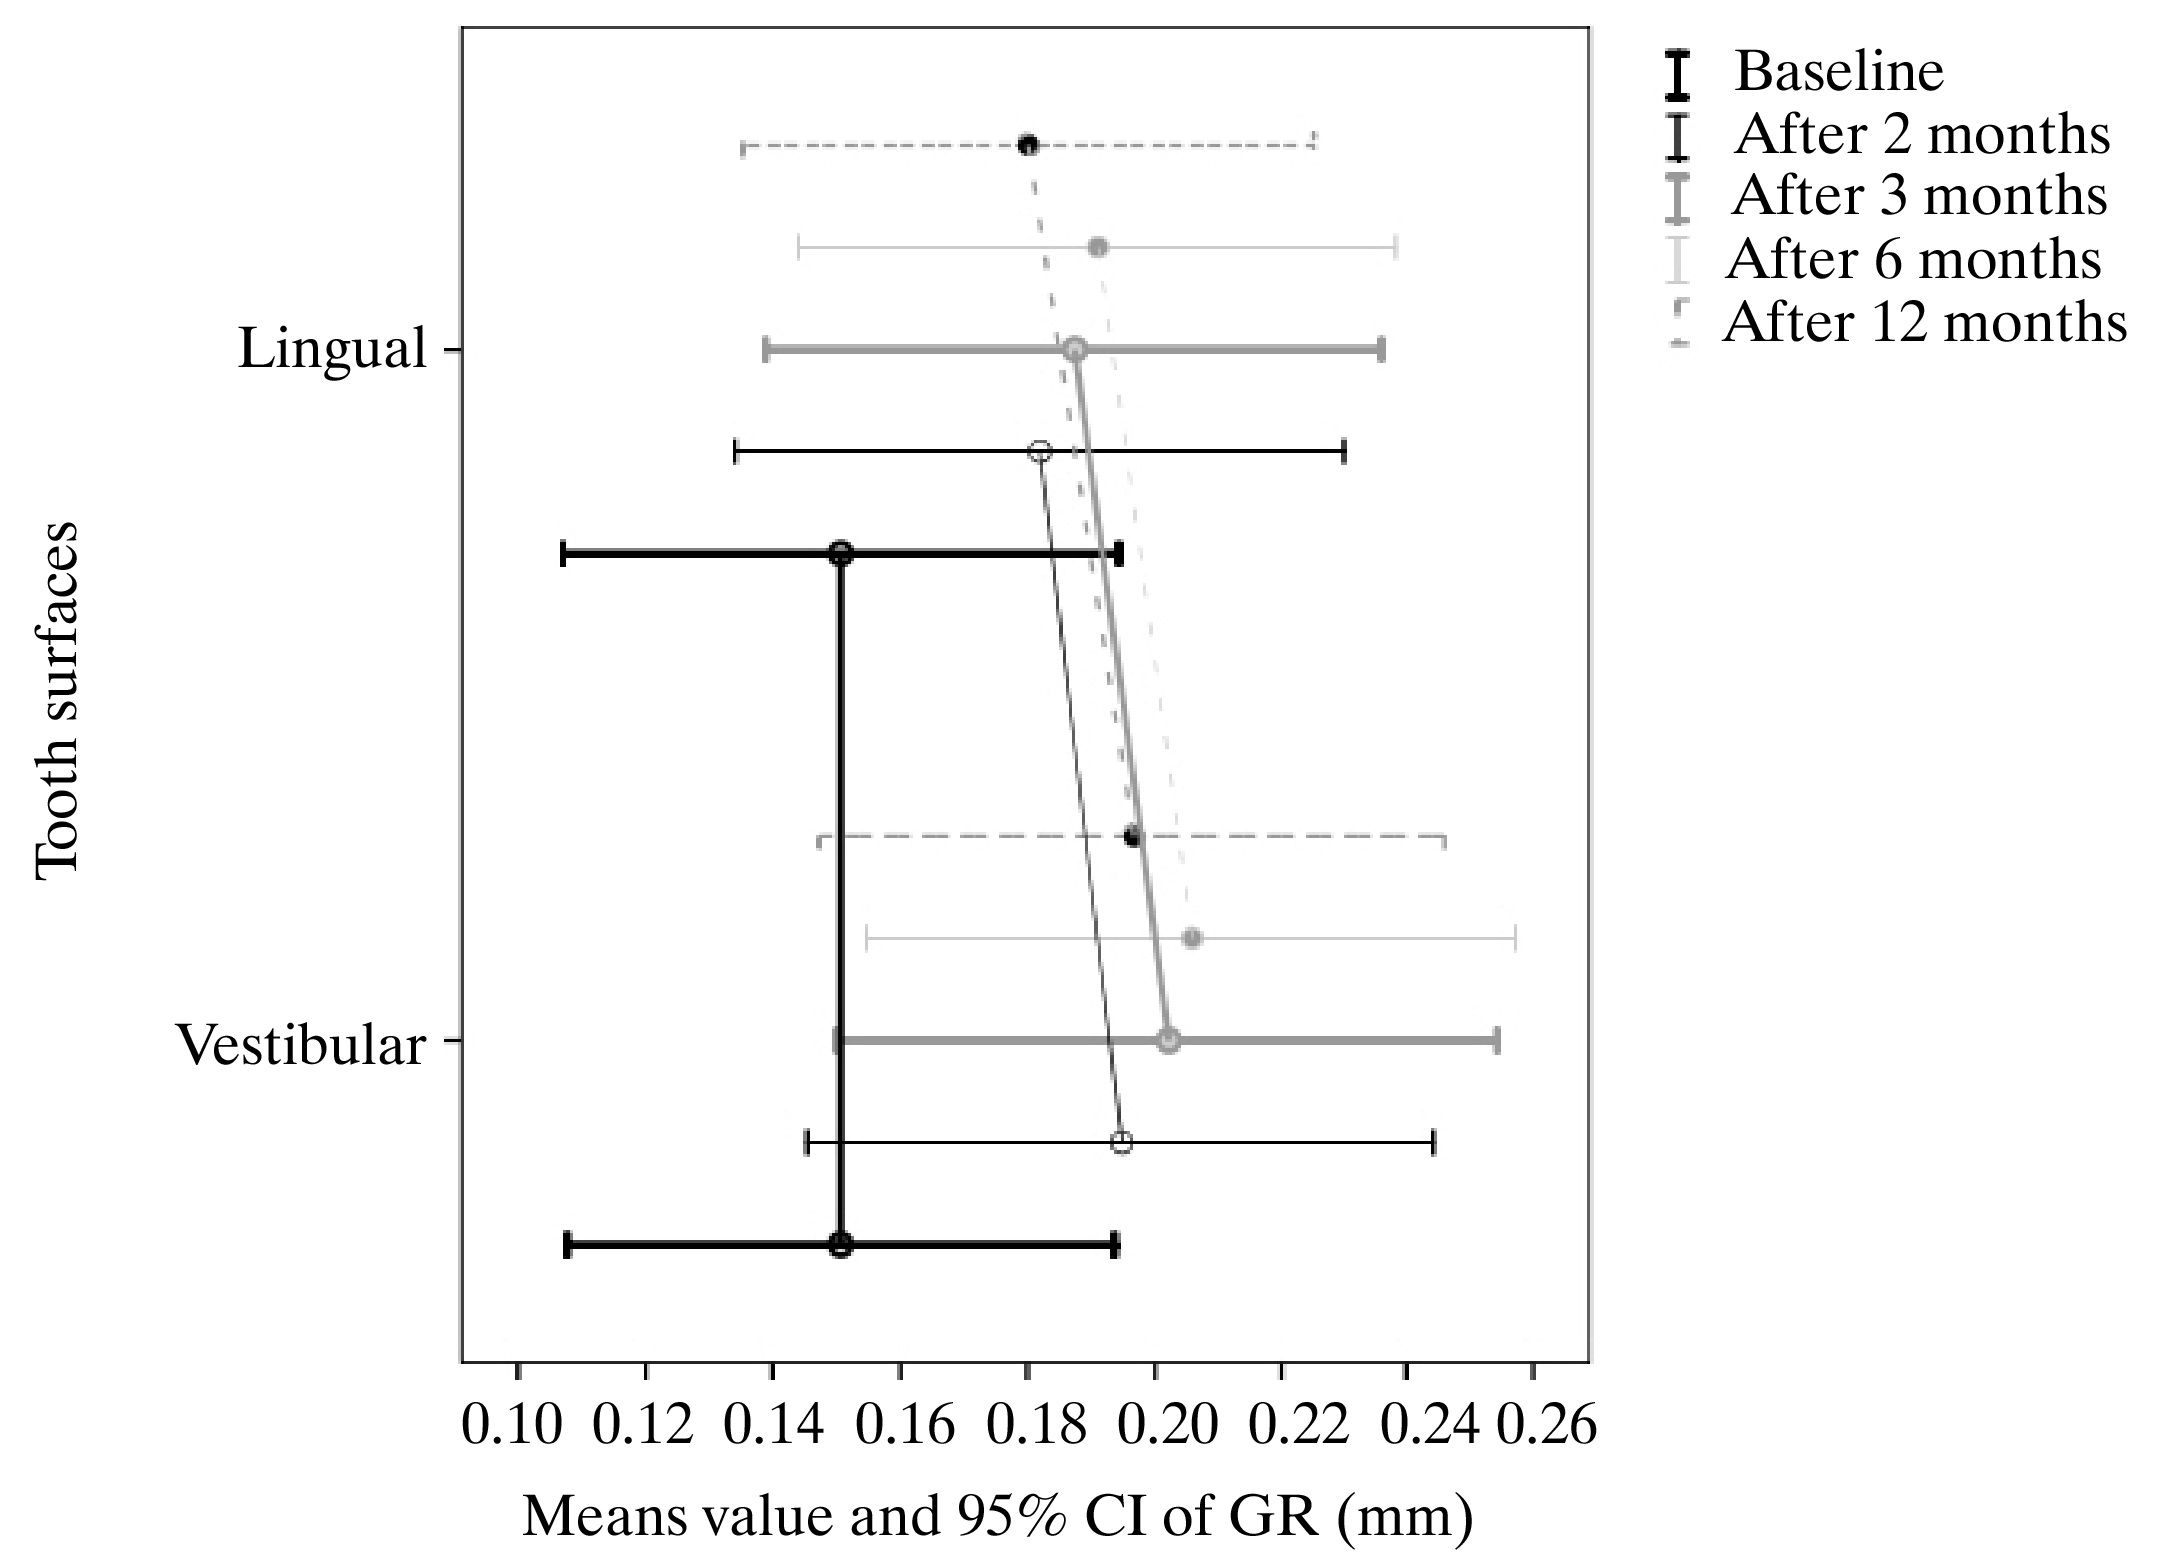 Baseline
After 2 months
After 3 months
After 6 months
After 12 months
Lingual
Vestibular
Tooth surfaces
0.10 0.12 0.14 0.16 0.18 0.20 0.22 0.24 0.26
Means value and 95% CI of GR (mm)